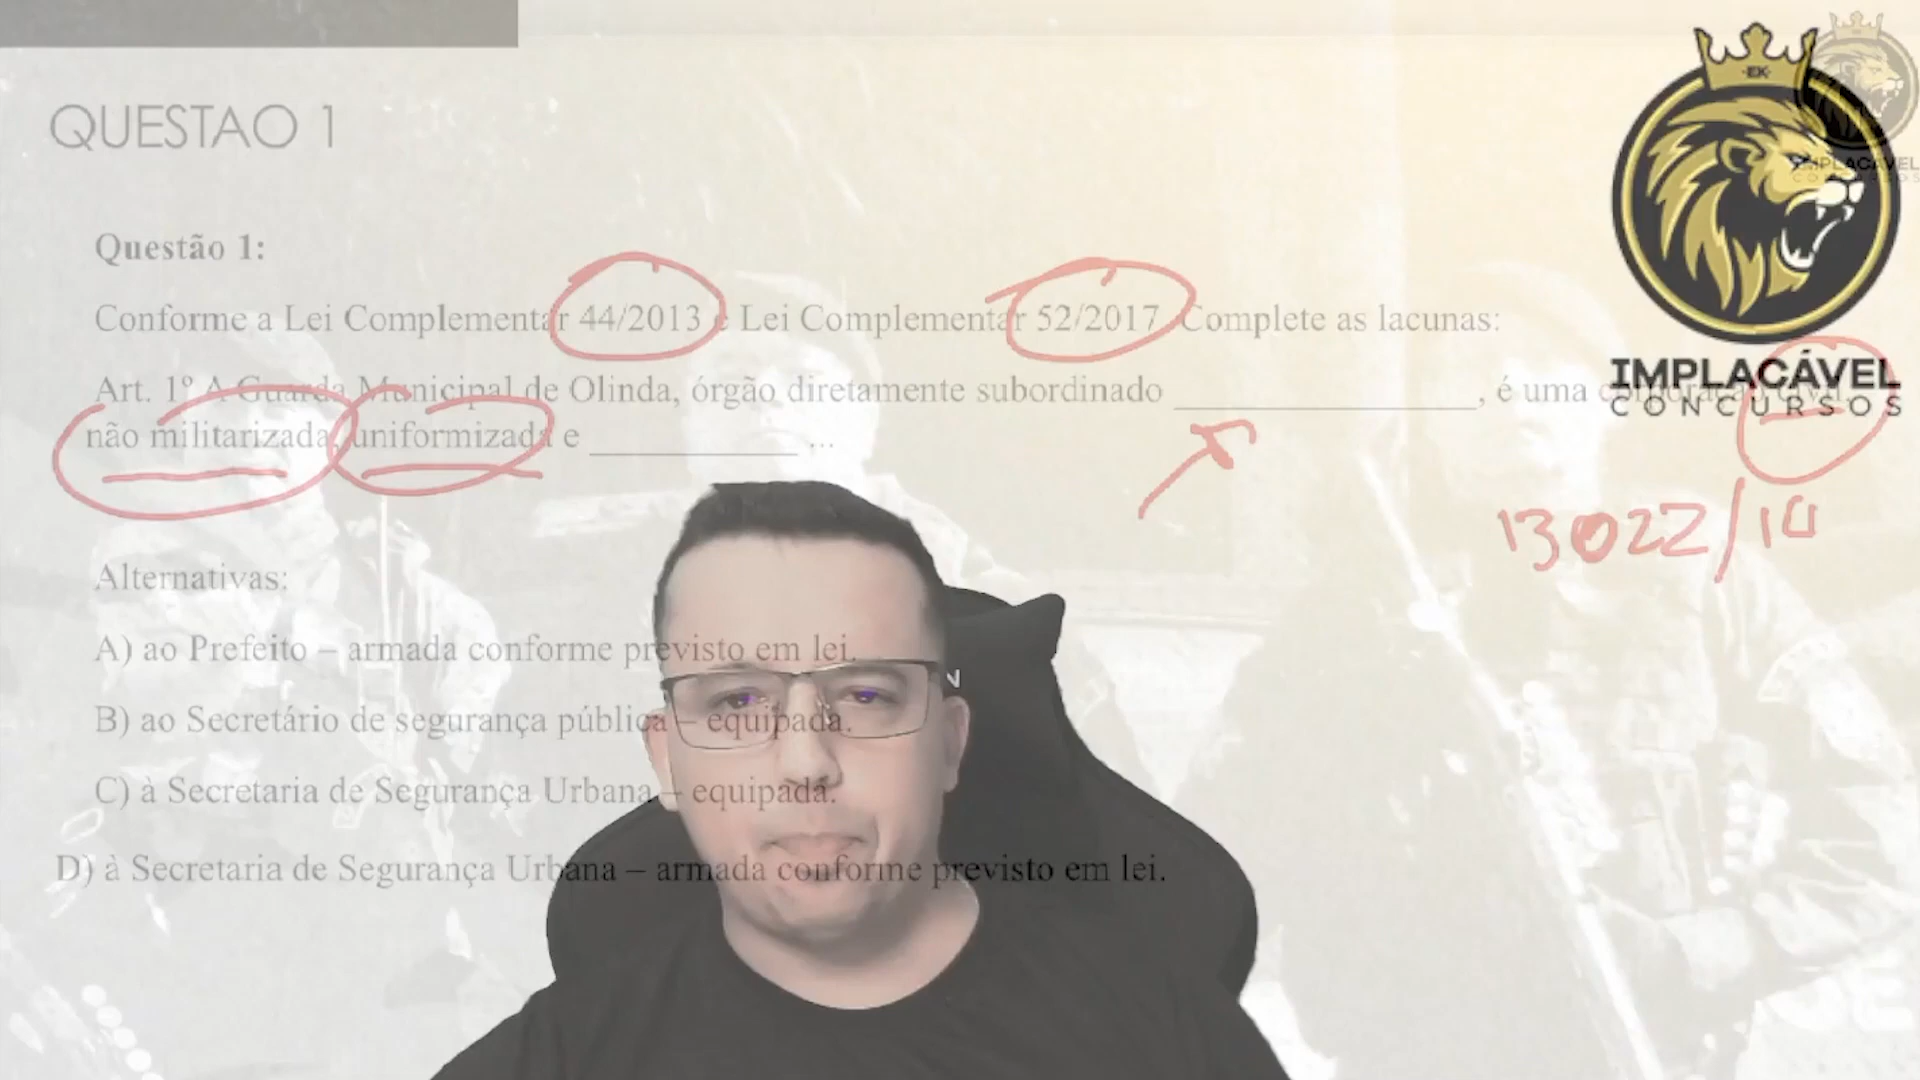 QUESTAO 1
Questão 1:
Conforme a Lei Complementar 44/2013 e Lei Complementar 52/2017 Complete as lacunas:
Art. 1º A Guarda Municipal de Olinda, órgão diretamente subordinado ________________, é uma
não militarizada, uniformizada e ___________ ...
13022/14
Alternativas:
A) ao Prefeito – armada conforme previsto em lei.
B) ao Secretário de segurança pública – equipada.
C) à Secretaria de Segurança Urbana – equipada.
D) à Secretaria de Segurança Urbana – armada conforme previsto em lei.
EK
IMPLACÁVEL
CONCURSOS
IMPLACÁVEL
N